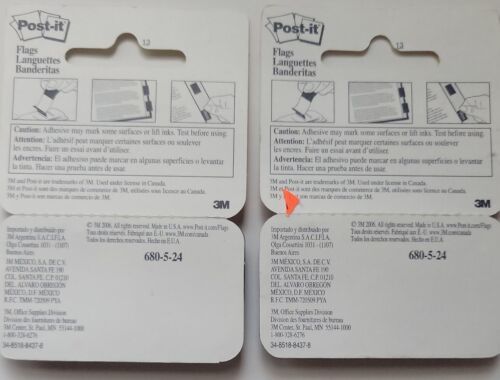 Post-it
12
Flags
Languettes
Banderitas
Caution: Adhesive may mark some surfaces or lift inks. Test before using.
Attention: L'adhésif peut marquer certaines surfaces ou soulever
les encres. Faire un essai avant d'utiliser.
Advertencia: El adhesivo puede marcar en algunas superficies o levantar
la tinta. Hacer una prueba antes de usar.
3M and Post-it are trademarks of 3M. Used under license in Canada.
3M et Post-it sont des marques de commerce de 3M, utilisées sous licence au Canada.
3M y Post-it son marcas de comercio de 3M.
3M
Importado y distribuido por
3M Argentina S.A.C.I.F.I.A.
Olga Cossettini 1031 - (1107)
Buenos Aires
3M MÉXICO, S.A. DE C.V.
AVENIDA SANTA FE 190
COL. SANTA FE, C.P. 01210
DEL. ALVARO OBREGÓN
MÉXICO, D.F. MÉXICO
R.F.C. TMM-720509 PYA
3M, Office Supplies Division
Division des fournitures de bureau
3M Center, St. Paul, MN 55144-1000
1-800-328-6276
34-8518-8437-8
© 3M 2006. All rights reserved. Made in U.S.A. www.Post-it.com/Flags
Tous droits réservés. Fabriqué aux É.-U. www.3M.com/canada
Todos los derechos reservados. Hecho en E.U.A.
680-5-24
Post-it
13
Flags
Languettes
Banderitas
Caution: Adhesive may mark some surfaces or lift inks. Test before using.
Attention: L'adhésif peut marquer certaines surfaces ou soulever
les encres. Faire un essai avant d'utiliser.
Advertencia: El adhesivo puede marcar en algunas superficies o levantar
la tinta. Hacer una prueba antes de usar.
3M and Post-it are trademarks of 3M. Used under license in Canada.
3M et Post-it sont des marques de commerce de 3M, utilisées sous licence au Canada.
3M y son marcas de comercio de 3M.
3M
Importado y distribuido por
3M Argentina S.A.C.I.F.I.A.
Olga Cossettini 1031 - (1107)
Buenos Aires
3M MÉXICO, S.A. DE C.V.
AVENIDA SANTA FE 190
COL. SANTA FE, C.P. 01210
DEL. ALVARO OBREGÓN
MÉXICO, D.F. MÉXICO
R.F.C. TMM-720509 PYA
3M, Office Supplies Division
Division des fournitures de bureau
3M Center, St. Paul, MN 55144-1000
1-800-328-6276
34-8518-8437-8
© 3M 2006. All rights reserved. Made in U.S.A. www.Post-it.com/Flags
Tous droits réservés. Fabriqué aux É.-U. www.3M.com/canada
Todos los derechos reservados. Hecho en E.U.A.
680-5-24